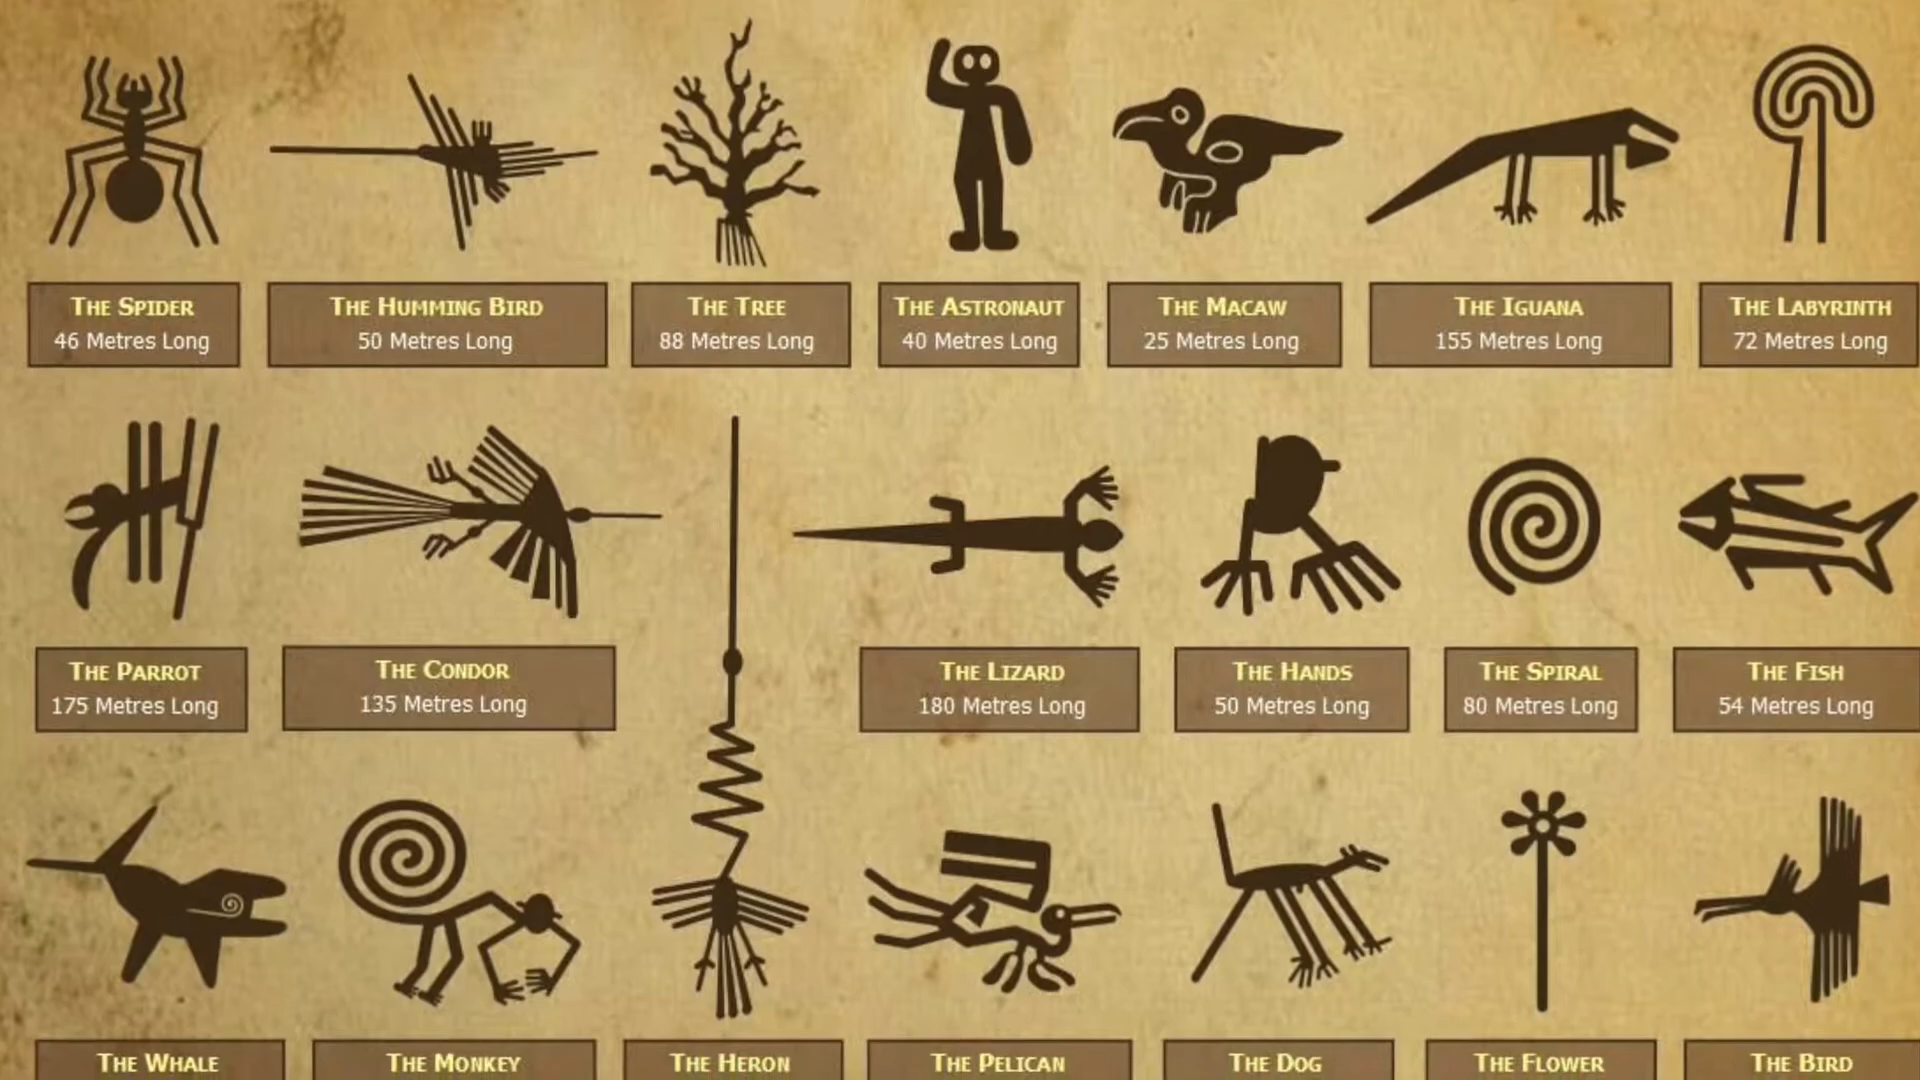 The Spider
46 Metres Long
The Humming Bird
50 Metres Long
The Tree
88 Metres Long
The Astronaut
40 Metres Long
The Macaw
25 Metres Long
The Iguana
155 Metres Long
The Labyrinth
72 Metres Long
The Parrot
175 Metres Long
The Condor
135 Metres Long
The Lizard
180 Metres Long
The Hands
50 Metres Long
The Spiral
80 Metres Long
The Fish
54 Metres Long
The Whale
The Monkey
The Heron
The Pelican
The Dog
The Flower
The Bird